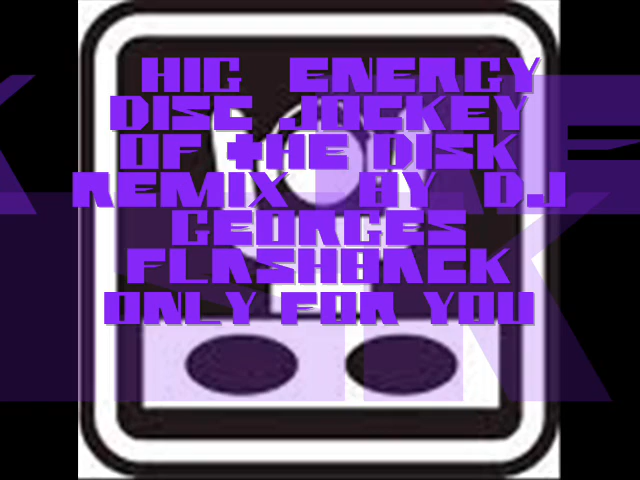 HIG ENERGY
DISC JOCKEY
OF THE DISK
REMIX BY DJ
GEORGES
FLASHBACK
ONLY FOR YOU